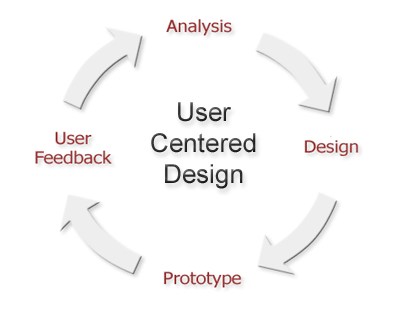 Analysis
User
Centered
Design
Design
Prototype
User
Feedback